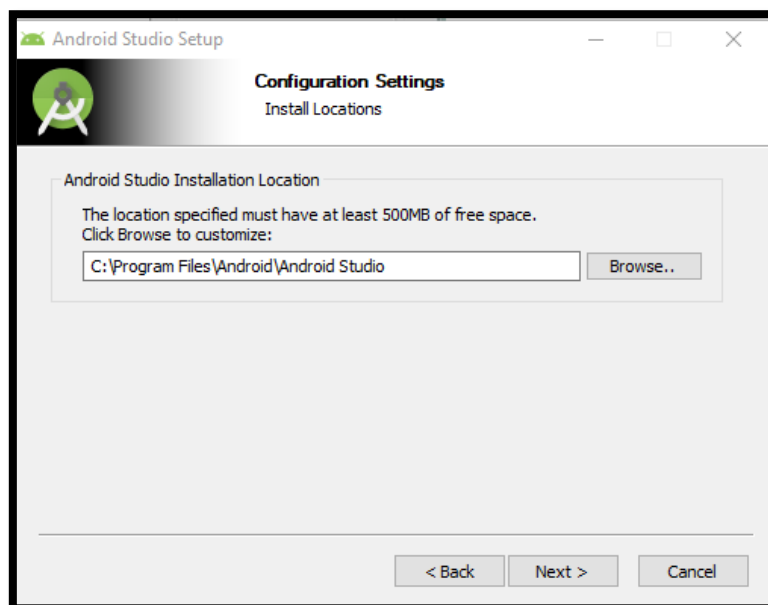 Android Studio Setup
Configuration Settings
Install Locations
Android Studio Installation Location
The location specified must have at least 500MB of free space.
Click Browse to customize:
C:\Program Files\Android\Android Studio
Browse..
< Back
Next >
Cancel